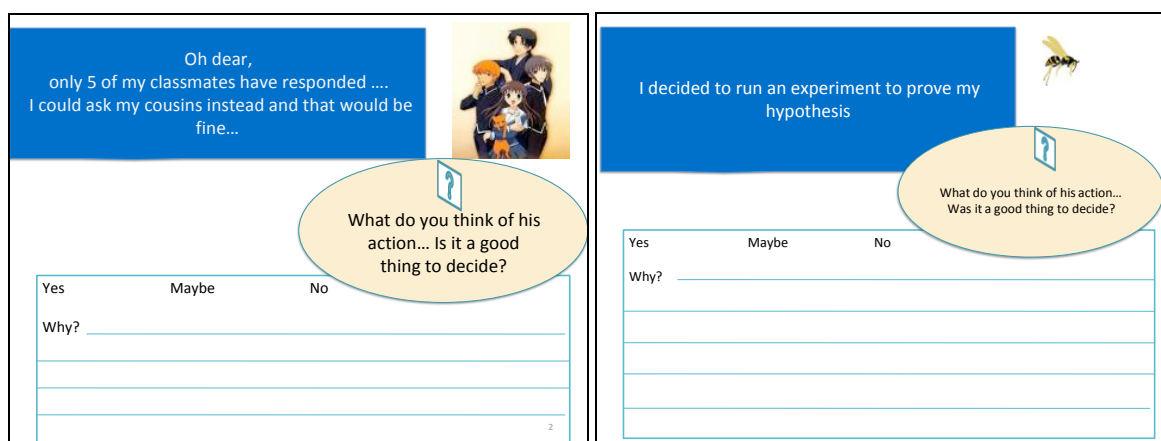 Oh dear,
only 5 of my classmates have responded ....
I could ask my cousins instead and that would be
fine…
?
What do you think of his
action… Is it a good
thing to decide?
Yes Maybe No
Why?
2
I decided to run an experiment to prove my
hypothesis
?
What do you think of his action…
Was it a good thing to decide?
Yes Maybe No
Why?